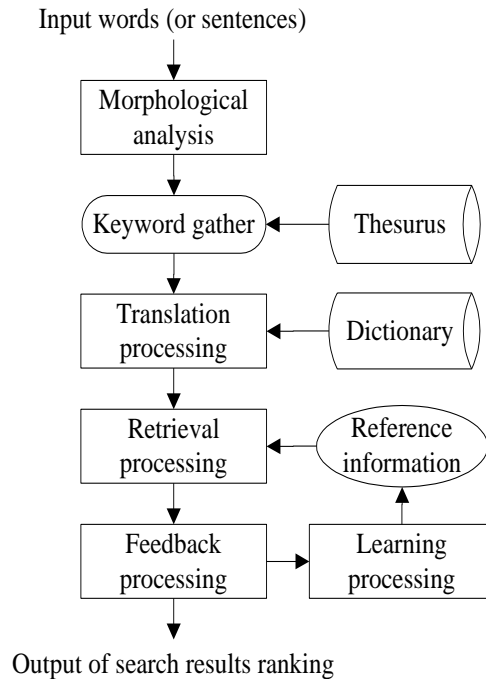 Input words (or sentences)
Morphological
analysis
Keyword gather
Thesurus
Translation
processing
Dictionary
Retrieval
processing
Reference
information
Feedback
processing
Learning
processing
Output of search results ranking